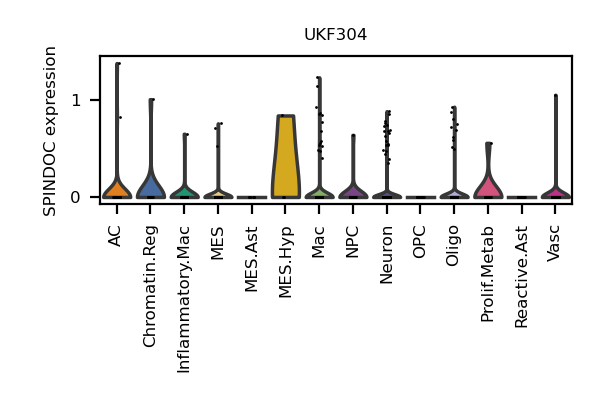 UKF304
SPINDOC expression
1
0
AC
Chromatin.Reg
Inflammatory.Mac
MES
MES.Ast
MES.Hyp
Mac
NPC
Neuron
OPC
Oligo
Prolif.Metab
Reactive.Ast
Vasc